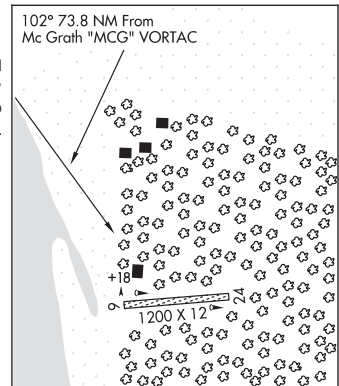 102° 73.8 NM From
Mc Grath "MCG" VORTAC
+18
6
24
1200 X 12